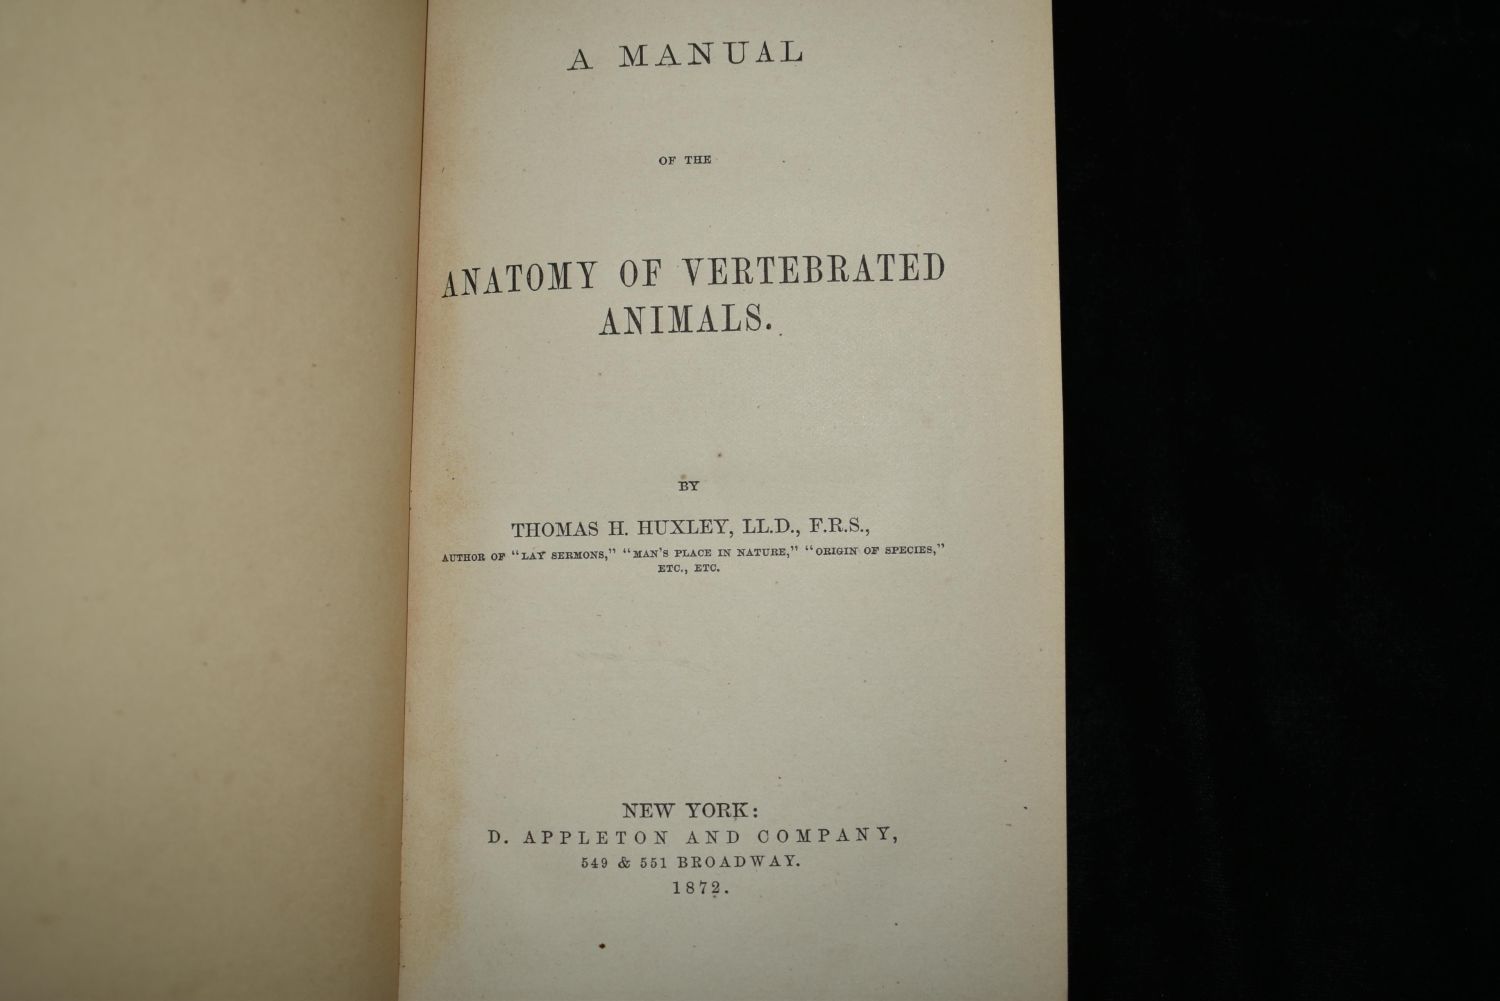 A MANUAL
OF THE
ANATOMY OF VERTEBRATED
ANIMALS.
BY
THOMAS H. HUXLEY, LL.D., F.R.S.,
AUTHOR OF "LAY SERMONS," "MAN'S PLACE IN NATURE," "ORIGIN OF SPECIES,"
ETC., ETC.
NEW YORK:
D. APPLETON AND COMPANY,
549 & 551 BROADWAY.
1872.